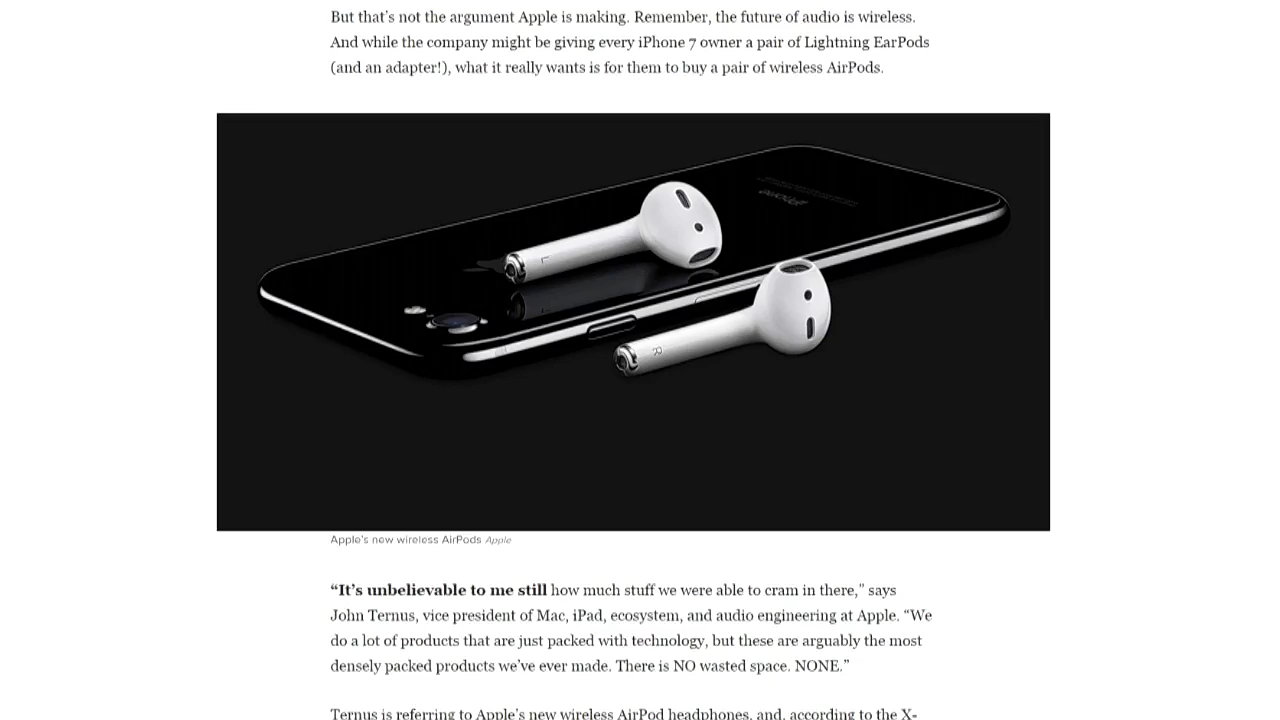 But that's not the argument Apple is making. Remember, the future of audio is wireless.
And while the company might be giving every iPhone 7 owner a pair of Lightning EarPods
(and an adapter!), what it really wants is for them to buy a pair of wireless AirPods.
iPhone
L
R
Apple's new wireless AirPods Apple
“It’s unbelievable to me still how much stuff we were able to cram in there,” says
John Ternus, vice president of Mac, iPad, ecosystem, and audio engineering at Apple. “We
do a lot of products that are just packed with technology, but these are arguably the most
densely packed products we’ve ever made. There is NO wasted space. NONE.”
Ternus is referring to Apple’s new wireless AirPod headphones, and, according to the X-